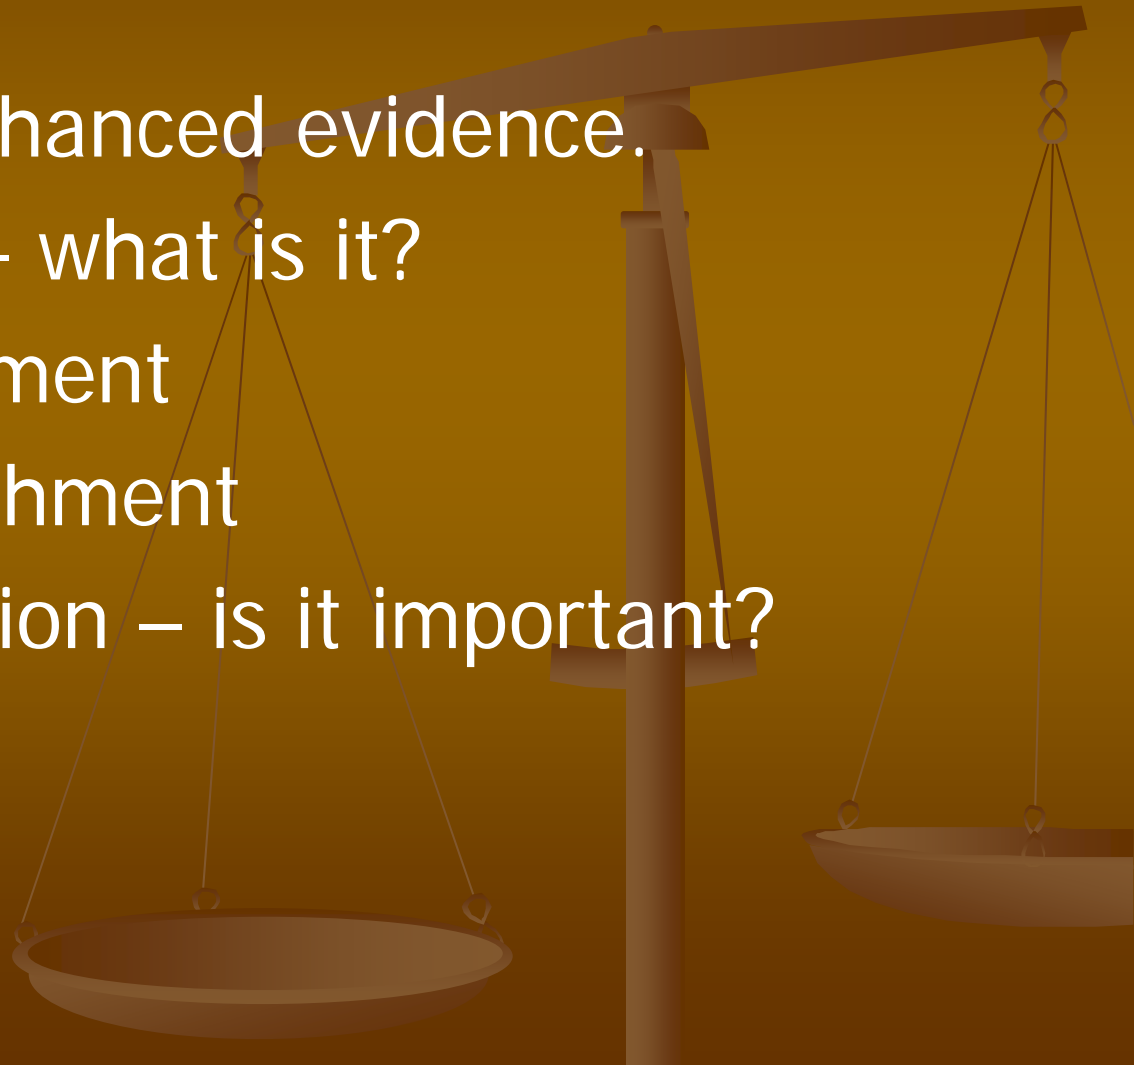 hanced evidence.
- what is it?
ment
hment
ion – is it important?